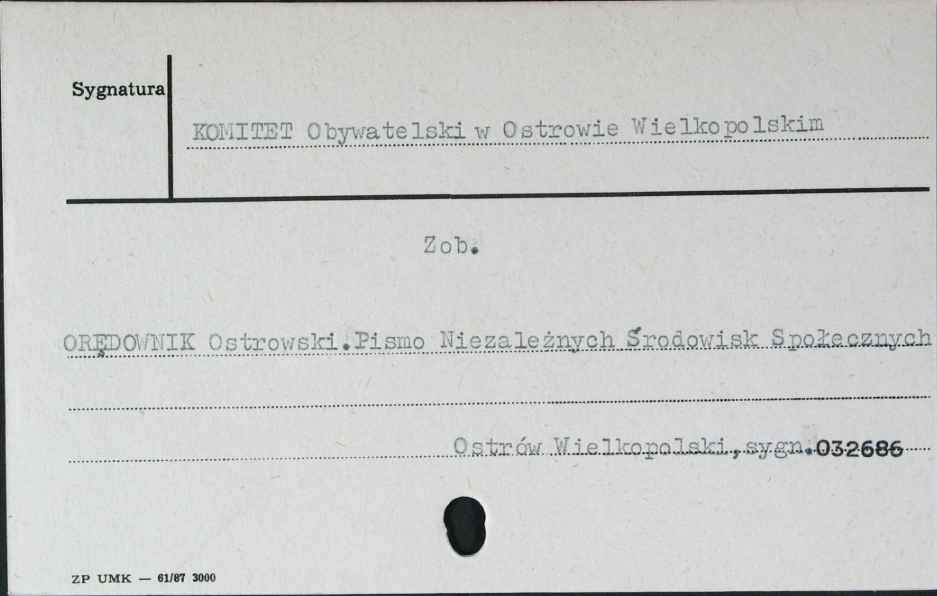 Sygnatura
KOMITET Obywatelski w Ostrowie Wielkopolskim
Zob.
ORĘDOWNIK Ostrowski.Pismo Niezależnych Środowisk Społecznych
Ostrów Wielkopolski,sygn.032686
ZP UMK — 61/87 3000